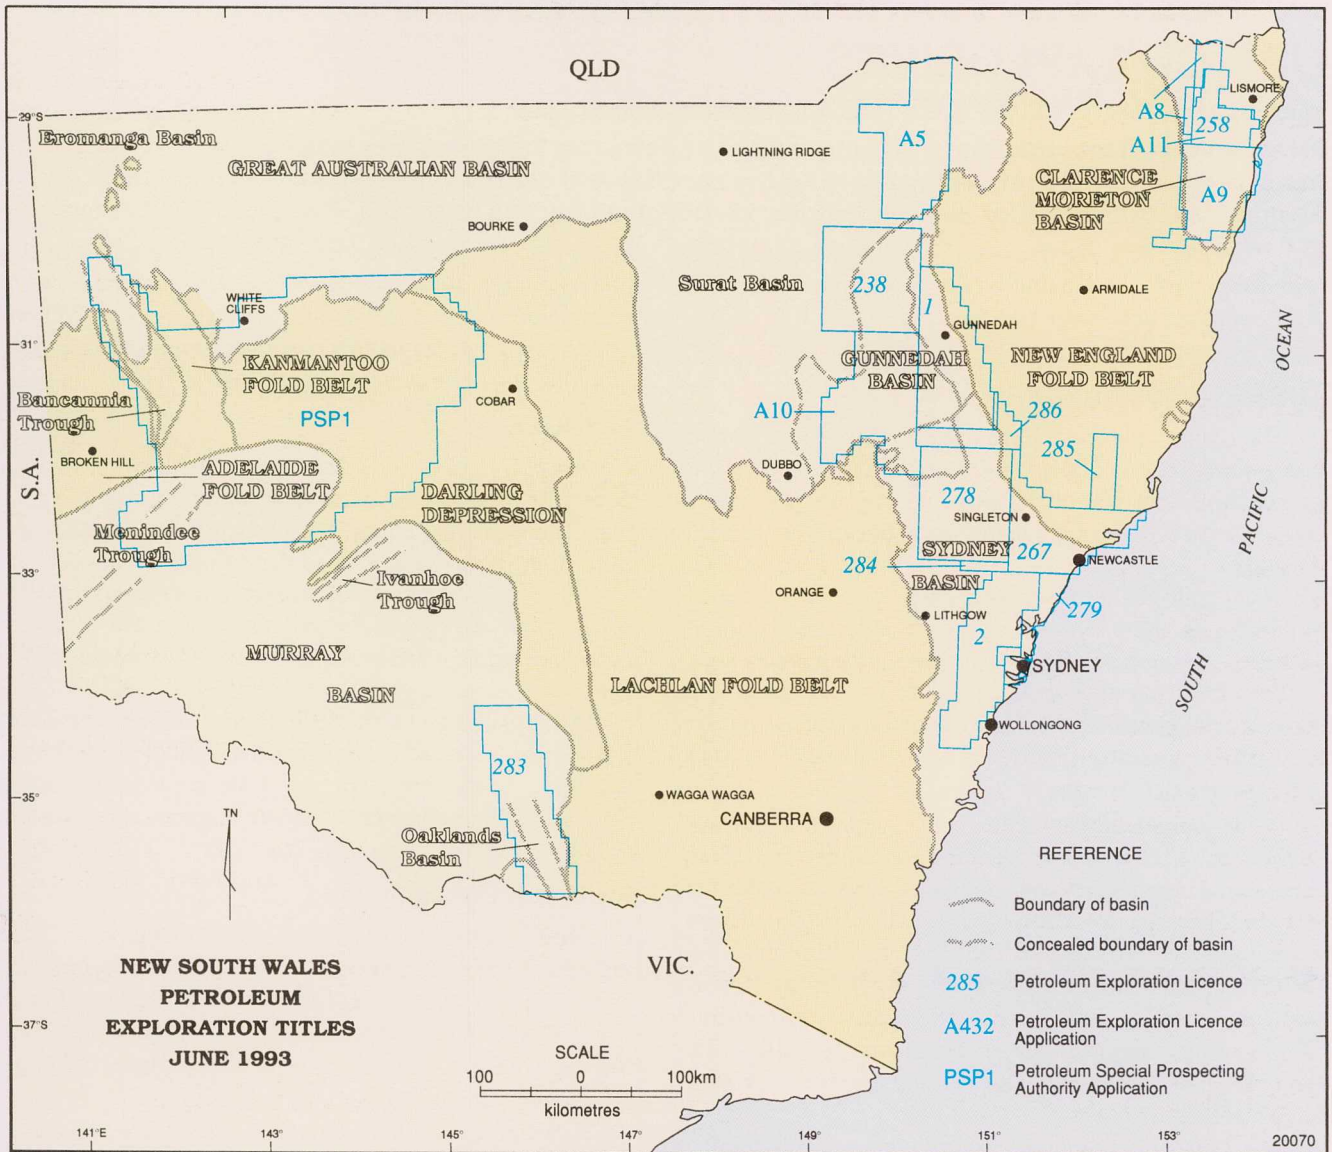 QLD
29°S
Eromanga Basin
GREAT AUSTRALIAN BASIN
LIGHTNING RIDGE
A5
A8
258
LISMORE
A11
CLARENCE
MORETON
BASIN
A9
BOURKE
Surat Basin
238
1
ARMIDALE
WHITE
CLIFFS
GUNNEDAH
31°
KANMANTOO
FOLD BELT
GUNNEDAH
BASIN
NEW ENGLAND
FOLD BELT
OCEAN
Bancannia
Trough
PSP1
COBAR
A10
286
285
BROKEN HILL
S.A.
ADELAIDE
FOLD BELT
DUBBO
DARLING
DEPRESSION
278
SINGLETON
PACIFIC
Menindee
Trough
SYDNEY
BASIN
267
284
NEWCASTLE
33°
Ivanhoe
Trough
ORANGE
LITHGOW
279
2
MURRAY
BASIN
LACHLAN FOLD BELT
SYDNEY
SOUTH
WOLLONGONG
283
35°
WAGGA WAGGA
CANBERRA
TN
Oaklands
Basin
REFERENCE
Boundary of basin
Concealed boundary of basin
285 Petroleum Exploration Licence
A432 Petroleum Exploration Licence
Application
PSP1 Petroleum Special Prospecting
Authority Application
VIC.
NEW SOUTH WALES
PETROLEUM
EXPLORATION TITLES
JUNE 1993
37°S
SCALE
100 0 100km
kilometres
141°E 143° 145° 147° 149° 151° 153°
20070